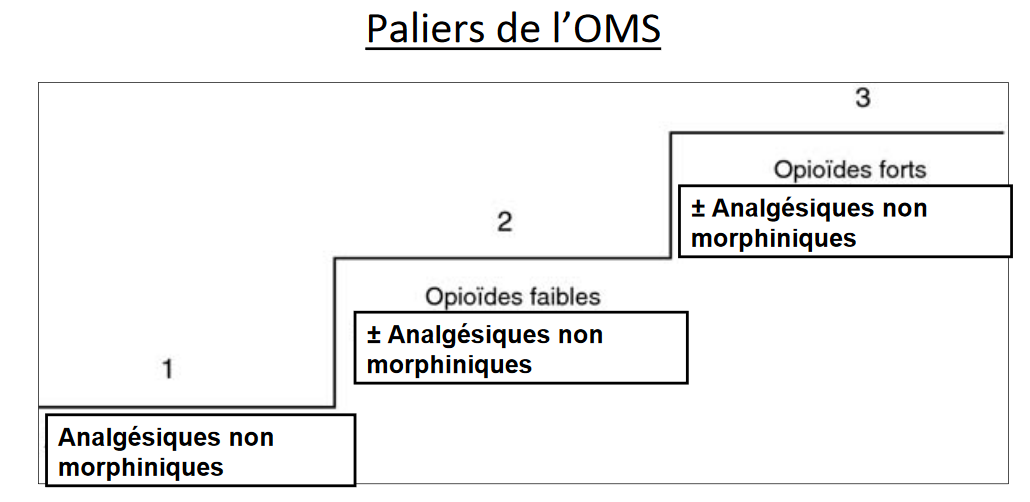 Paliers de l’OMS
3
Opioïdes forts
± Analgésiques non
morphiniques
2
Opioïdes faibles
± Analgésiques non
morphiniques
1
Analgésiques non
morphiniques